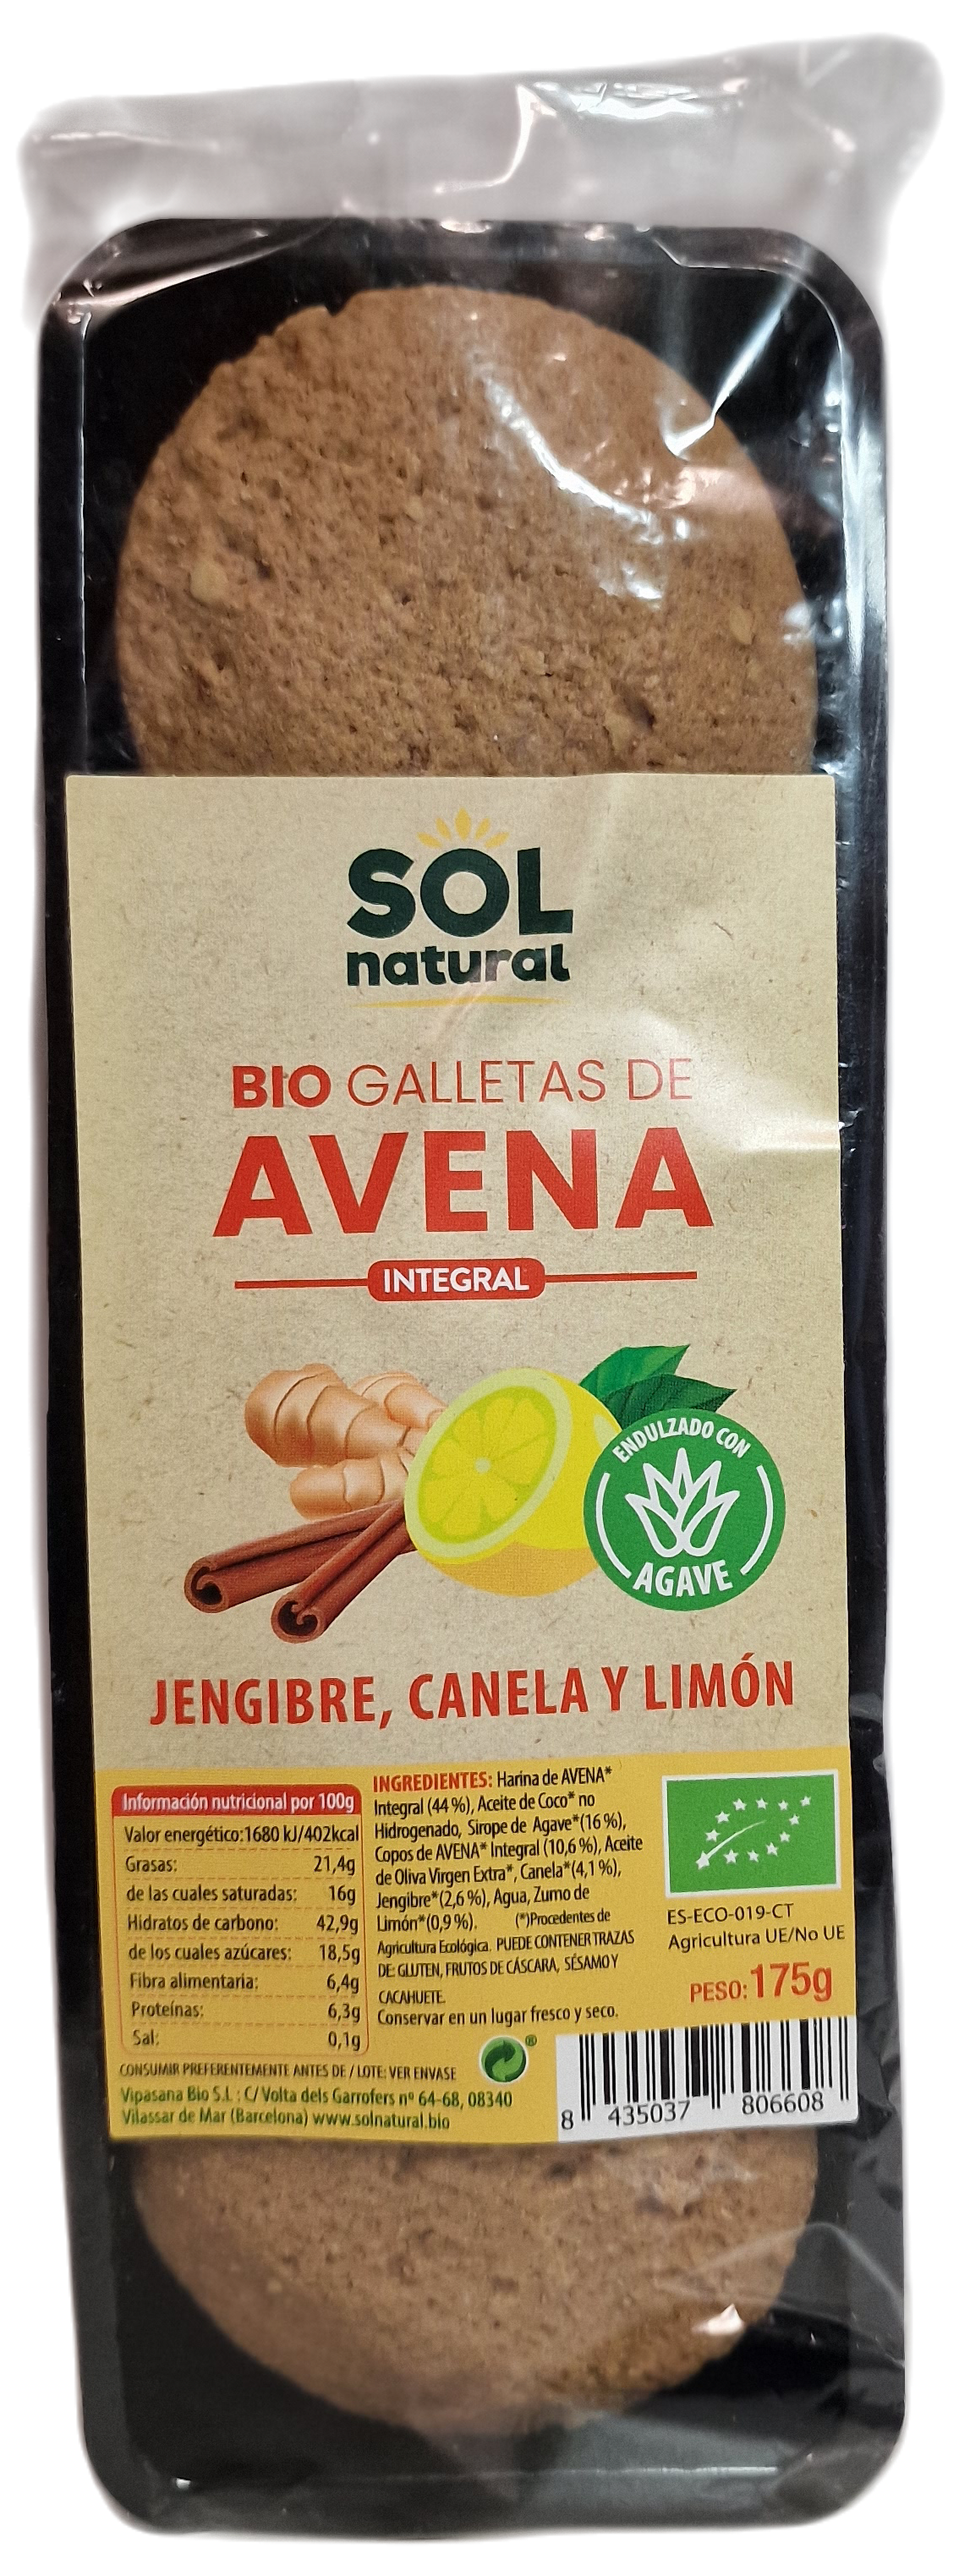 SOL
natural
BIO GALLETAS DE
AVENA
INTEGRAL
ENDULZADO CON
AGAVE
JENGIBRE, CANELA Y LIMÓN
Información nutricional por 100g
Valor energético:1680 kJ/402kcal
Grasas: 21,4g
de las cuales saturadas: 16g
Hidratos de carbono: 42,9g
de los cuales azúcares: 18,5g
Fibra alimentaria: 6,4g
Proteínas: 6,3g
Sal: 0,1g
INGREDIENTES: Harina de AVENA*
Integral (44 %), Aceite de Coco* no
Hidrogenado, Sirope de Agave*(16 %),
Copos de AVENA* Integral (10,6 %), Aceite
de Oliva Virgen Extra*, Canela*(4,1 %),
Jengibre*(2,6 %), Agua, Zumo de
Limón*(0,9 %). (*)Procedentes de
Agricultura Ecológica. PUEDE CONTENER TRAZAS
DE: GLUTEN, FRUTOS DE CÁSCARA, SÉSAMO Y
CACAHUETE.
Conservar en un lugar fresco y seco.
ES-ECO-019-CT
Agricultura UE/No UE
PESO: 175g
CONSUMIR PREFERENTEMENTE ANTES DE / LOTE: VER ENVASE
Vipasana Bio S.L : C/ Volta dels Garrofers nº 64-68, 08340
Vilassar de Mar (Barcelona) www.solnatural.bio
®
8 435037 806608